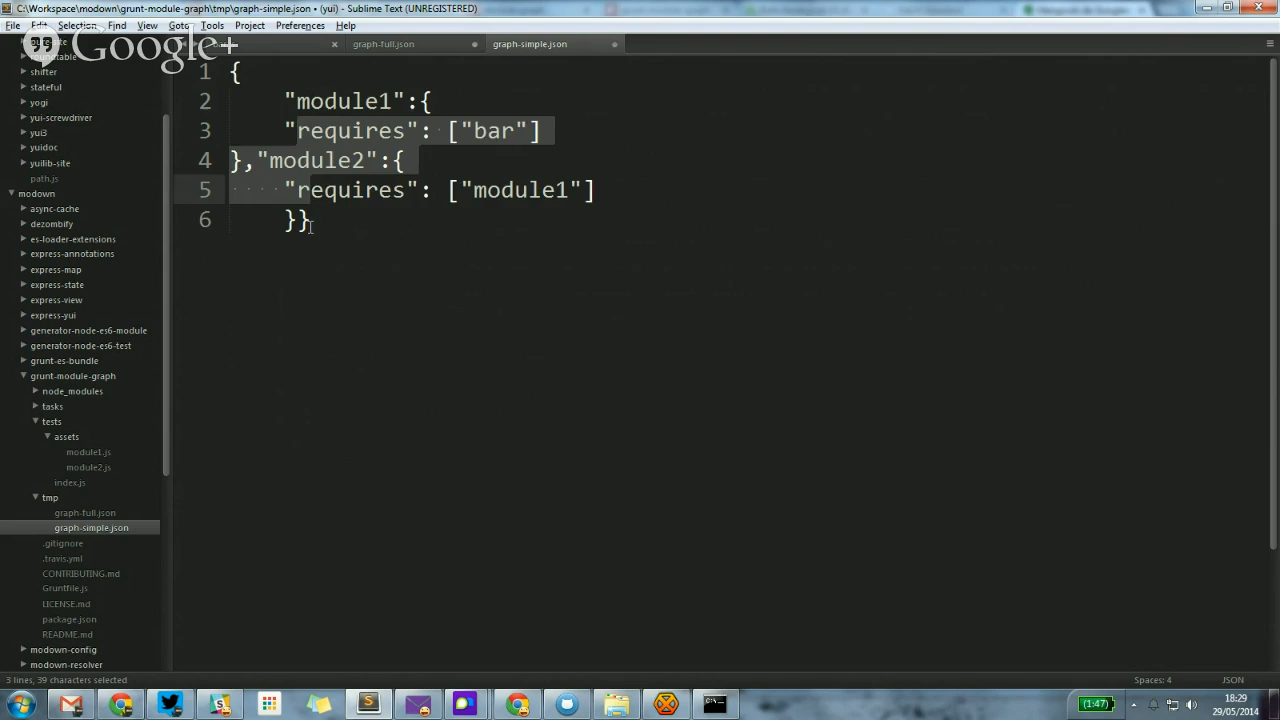 C:\Workspace\modown\grunt-module-graph\tmp\graph-simple.json • (yui) - Sublime Text (UNREGISTERED)
File Edit Selection Find View Goto Tools Project Preferences Help
Google+
graph-full.json
graph-simple.json
roundtable
shifter
stateful
yogi
yui-screwdriver
yui3
yuidoc
yuilib-site
path.js
modown
async-cache
dezombify
es-loader-extensions
express-annotations
express-map
express-state
express-view
express-yui
generator-node-es6-module
generator-node-es6-test
grunt-es-bundle
grunt-module-graph
node_modules
tasks
tests
assets
module1.js
module2.js
index.js
tmp
graph-full.json
graph-simple.json
.gitignore
.travis.yml
CONTRIBUTING.md
Gruntfile.js
LICENSE.md
package.json
README.md
modown-config
modown-resolver
1 {
2 "module1":{
3 "requires": ["bar"]
4 },"module2":{
5 "requires": ["module1"]
6 }}
3 lines, 39 characters selected
Spaces: 4
JSON
(1:47)
18:29
29/05/2014